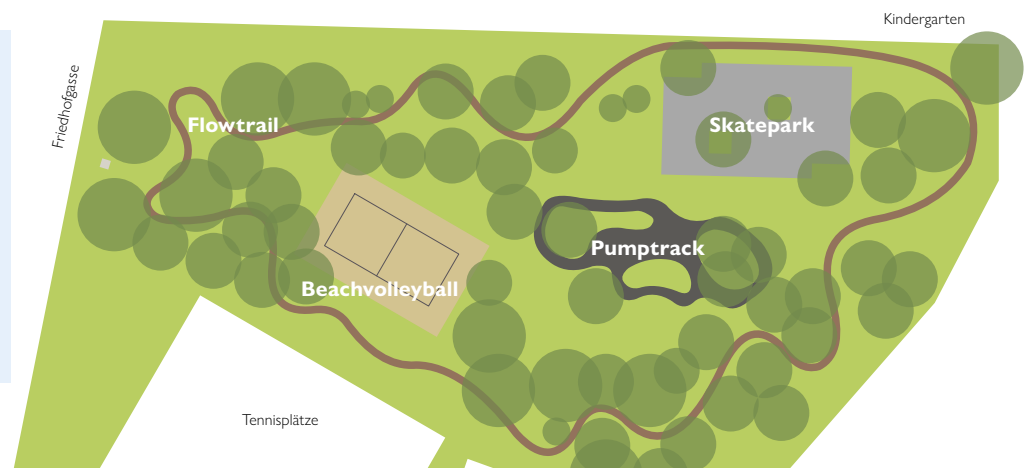 Kindergarten
Friedhofgasse
Flowtrail
Skatepark
Pumptrack
Beachvolleyball
Tennisplätze